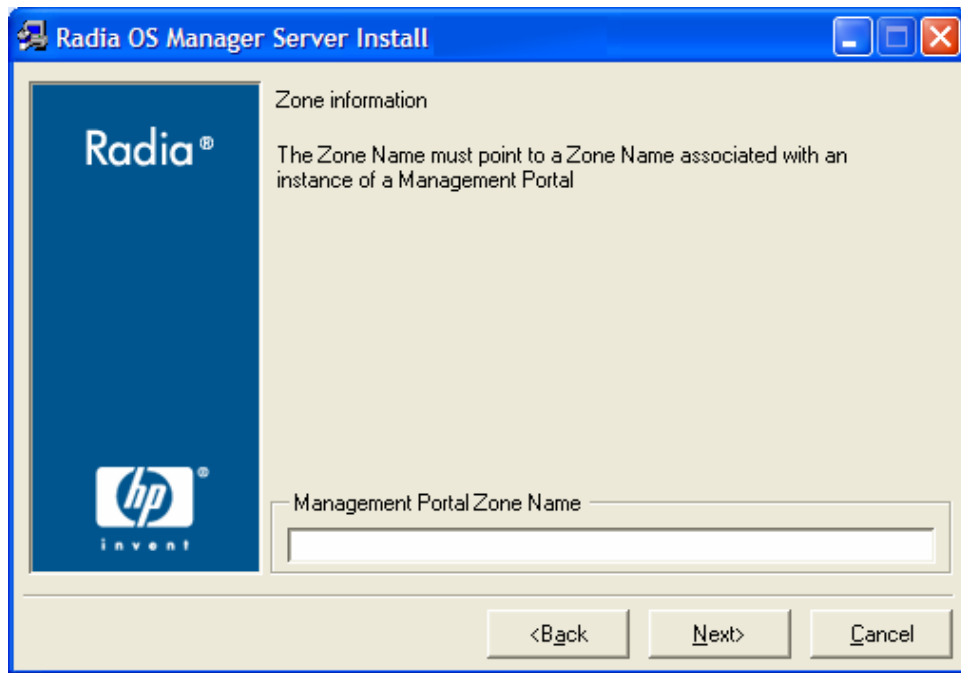 Radia OS Manager Server Install
Radia®
Zone information
The Zone Name must point to a Zone Name associated with an
instance of a Management Portal
hp®
invent
Management Portal Zone Name
<Back
Next>
Cancel